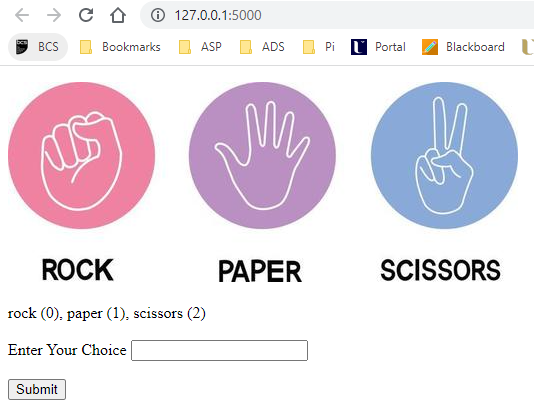 127.0.0.1:5000
BCS Bookmarks ASP ADS Pi Portal Blackboard
ROCK PAPER SCISSORS
rock (0), paper (1), scissors (2)
Enter Your Choice
Submit